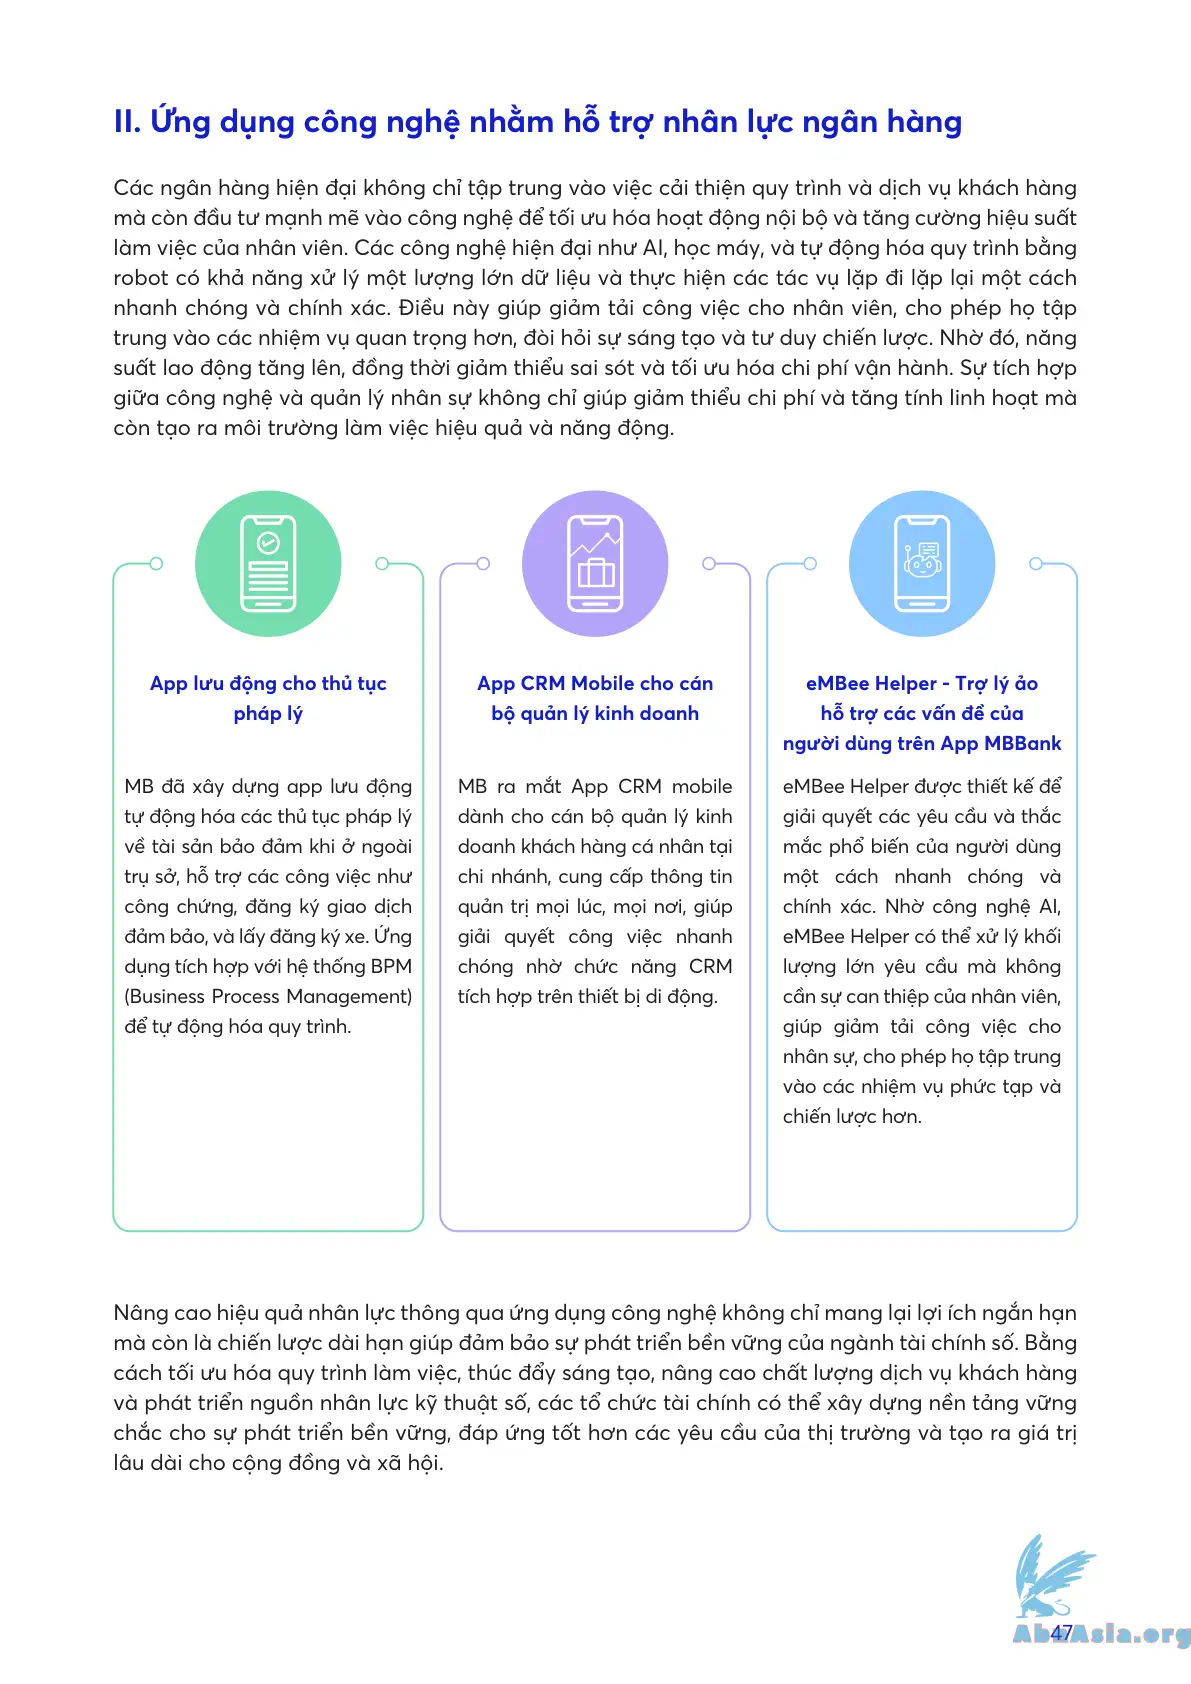 II. Ứng dụng công nghệ nhằm hỗ trợ nhân lực ngân hàng
Các ngân hàng hiện đại không chỉ tập trung vào việc cải thiện quy trình và dịch vụ khách hàng
mà còn đầu tư mạnh mẽ vào công nghệ để tối ưu hóa hoạt động nội bộ và tăng cường hiệu suất
làm việc của nhân viên. Các công nghệ hiện đại như AI, học máy, và tự động hóa quy trình bằng
robot có khả năng xử lý một lượng lớn dữ liệu và thực hiện các tác vụ lặp đi lặp lại một cách
nhanh chóng và chính xác. Điều này giúp giảm tải công việc cho nhân viên, cho phép họ tập
trung vào các nhiệm vụ quan trọng hơn, đòi hỏi sự sáng tạo và tư duy chiến lược. Nhờ đó, năng
suất lao động tăng lên, đồng thời giảm thiểu sai sót và tối ưu hóa chi phí vận hành. Sự tích hợp
giữa công nghệ và quản lý nhân sự không chỉ giúp giảm thiểu chi phí và tăng tính linh hoạt mà
còn tạo ra môi trường làm việc hiệu quả và năng động.
App lưu động cho thủ tục
pháp lý
MB đã xây dựng app lưu động
tự động hóa các thủ tục pháp lý
về tài sản bảo đảm khi ở ngoài
trụ sở, hỗ trợ các công việc như
công chứng, đăng ký giao dịch
đảm bảo, và lấy đăng ký xe. Ứng
dụng tích hợp với hệ thống BPM
(Business Process Management)
để tự động hóa quy trình.
App CRM Mobile cho cán
bộ quản lý kinh doanh
MB ra mắt App CRM mobile
dành cho cán bộ quản lý kinh
doanh khách hàng cá nhân tại
chi nhánh, cung cấp thông tin
quản trị mọi lúc, mọi nơi, giúp
giải quyết công việc nhanh
chóng nhờ chức năng CRM
tích hợp trên thiết bị di động.
eMBee Helper - Trợ lý ảo
hỗ trợ các vấn đề của
người dùng trên App MBBank
eMBee Helper được thiết kế để
giải quyết các yêu cầu và thắc
mắc phổ biến của người dùng
một cách nhanh chóng và
chính xác. Nhờ công nghệ AI,
eMBee Helper có thể xử lý khối
lượng lớn yêu cầu mà không
cần sự can thiệp của nhân viên,
giúp giảm tải công việc cho
nhân sự, cho phép họ tập trung
vào các nhiệm vụ phức tạp và
chiến lược hơn.
Nâng cao hiệu quả nhân lực thông qua ứng dụng công nghệ không chỉ mang lại lợi ích ngắn hạn
mà còn là chiến lược dài hạn giúp đảm bảo sự phát triển bền vững của ngành tài chính số. Bằng
cách tối ưu hóa quy trình làm việc, thúc đẩy sáng tạo, nâng cao chất lượng dịch vụ khách hàng
và phát triển nguồn nhân lực kỹ thuật số, các tổ chức tài chính có thể xây dựng nền tảng vững
chắc cho sự phát triển bền vững, đáp ứng tốt hơn các yêu cầu của thị trường và tạo ra giá trị
lâu dài cho cộng đồng và xã hội.
47